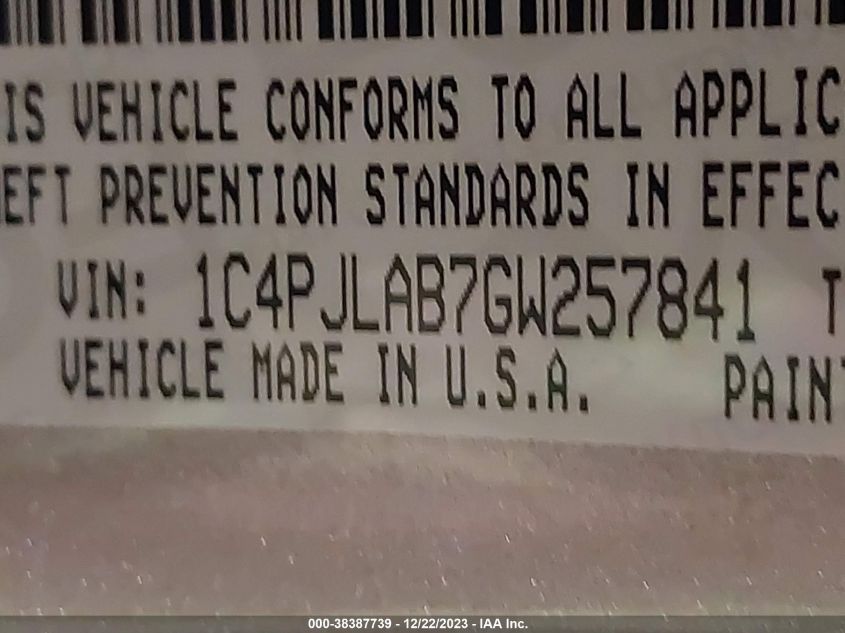 IS VEHICLE CONFORMS TO ALL APPLIC
EFT PREVENTION STANDARDS IN EFFEC
VIN: 1C4PJLAB7GW257841 T
VEHICLE MADE IN U.S.A. PAIN
000-38387739 - 12/22/2023 - IAA Inc.